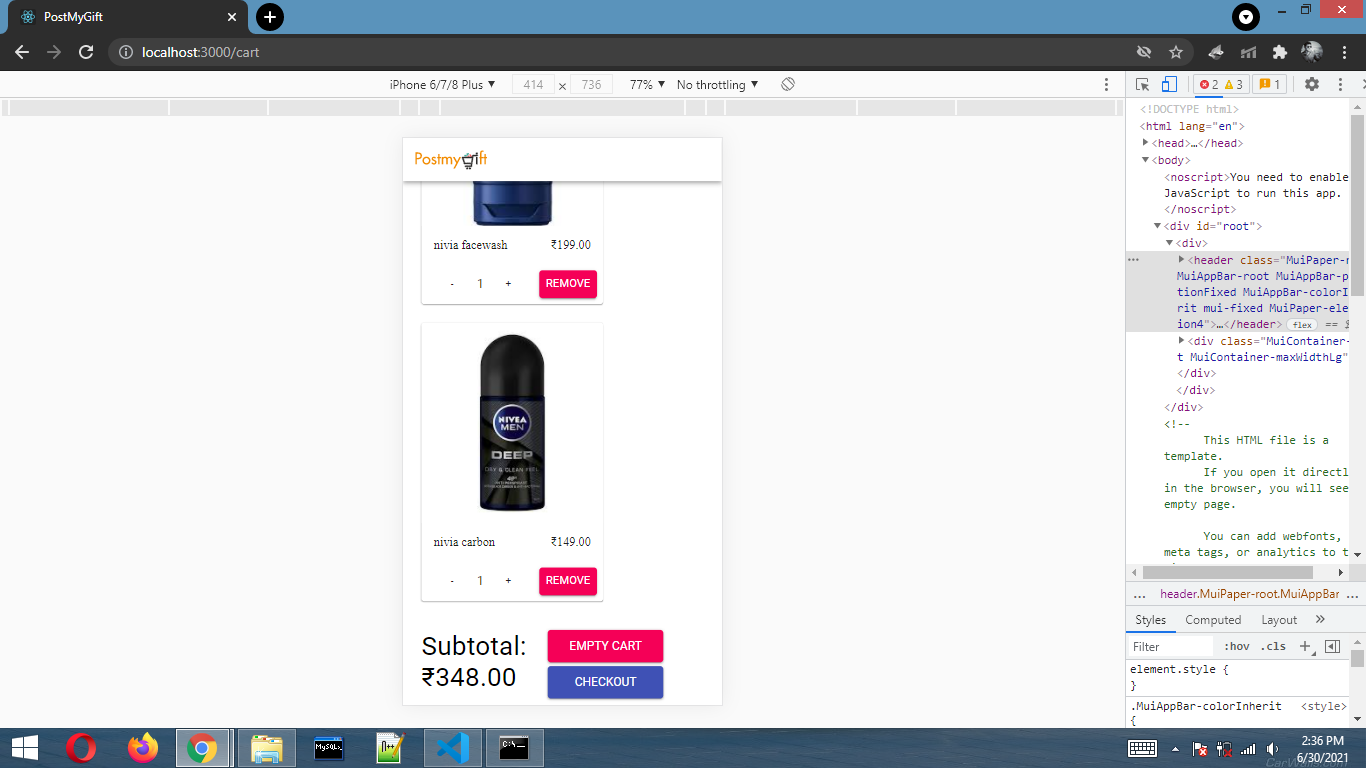 PostMyGift
localhost:3000/cart
iPhone 6/7/8 Plus ▼ 414 × 736 77% ▼ No throttling ▼
2 3 1
Postmygift
nivia facewash ₹199.00
- 1 + REMOVE
NIVEA
MEN
DEEP
DRY & CLEAN FEEL
48H
nivia carbon ₹149.00
- 1 + REMOVE
Subtotal:
₹348.00
EMPTY CART
CHECKOUT
<!DOCTYPE html>
<html lang="en">
<head>…</head>
<body>
<noscript>You need to enable
JavaScript to run this app.
</noscript>
<div id="root">
<div>
<header class="MuiPaper-r
MuiAppBar-root MuiAppBar-p
tionFixed MuiAppBar-colorI
rit mui-fixed MuiPaper-ele
ion4">…</header> flex ==
<div class="MuiContainer-
t MuiContainer-maxWidthLg"
</div>
</div>
</div>
<!--
This HTML file is a
template.
If you open it directl
in the browser, you will see
empty page.
You can add webfonts,
meta tags, or analytics to t
... header.MuiPaper-root.MuiAppBar ...
Styles Computed Layout »
Filter :hov .cls +
element.style {
}
.MuiAppBar-colorInherit <style>
{
MySQL
C:\
2:36 PM
6/30/2021